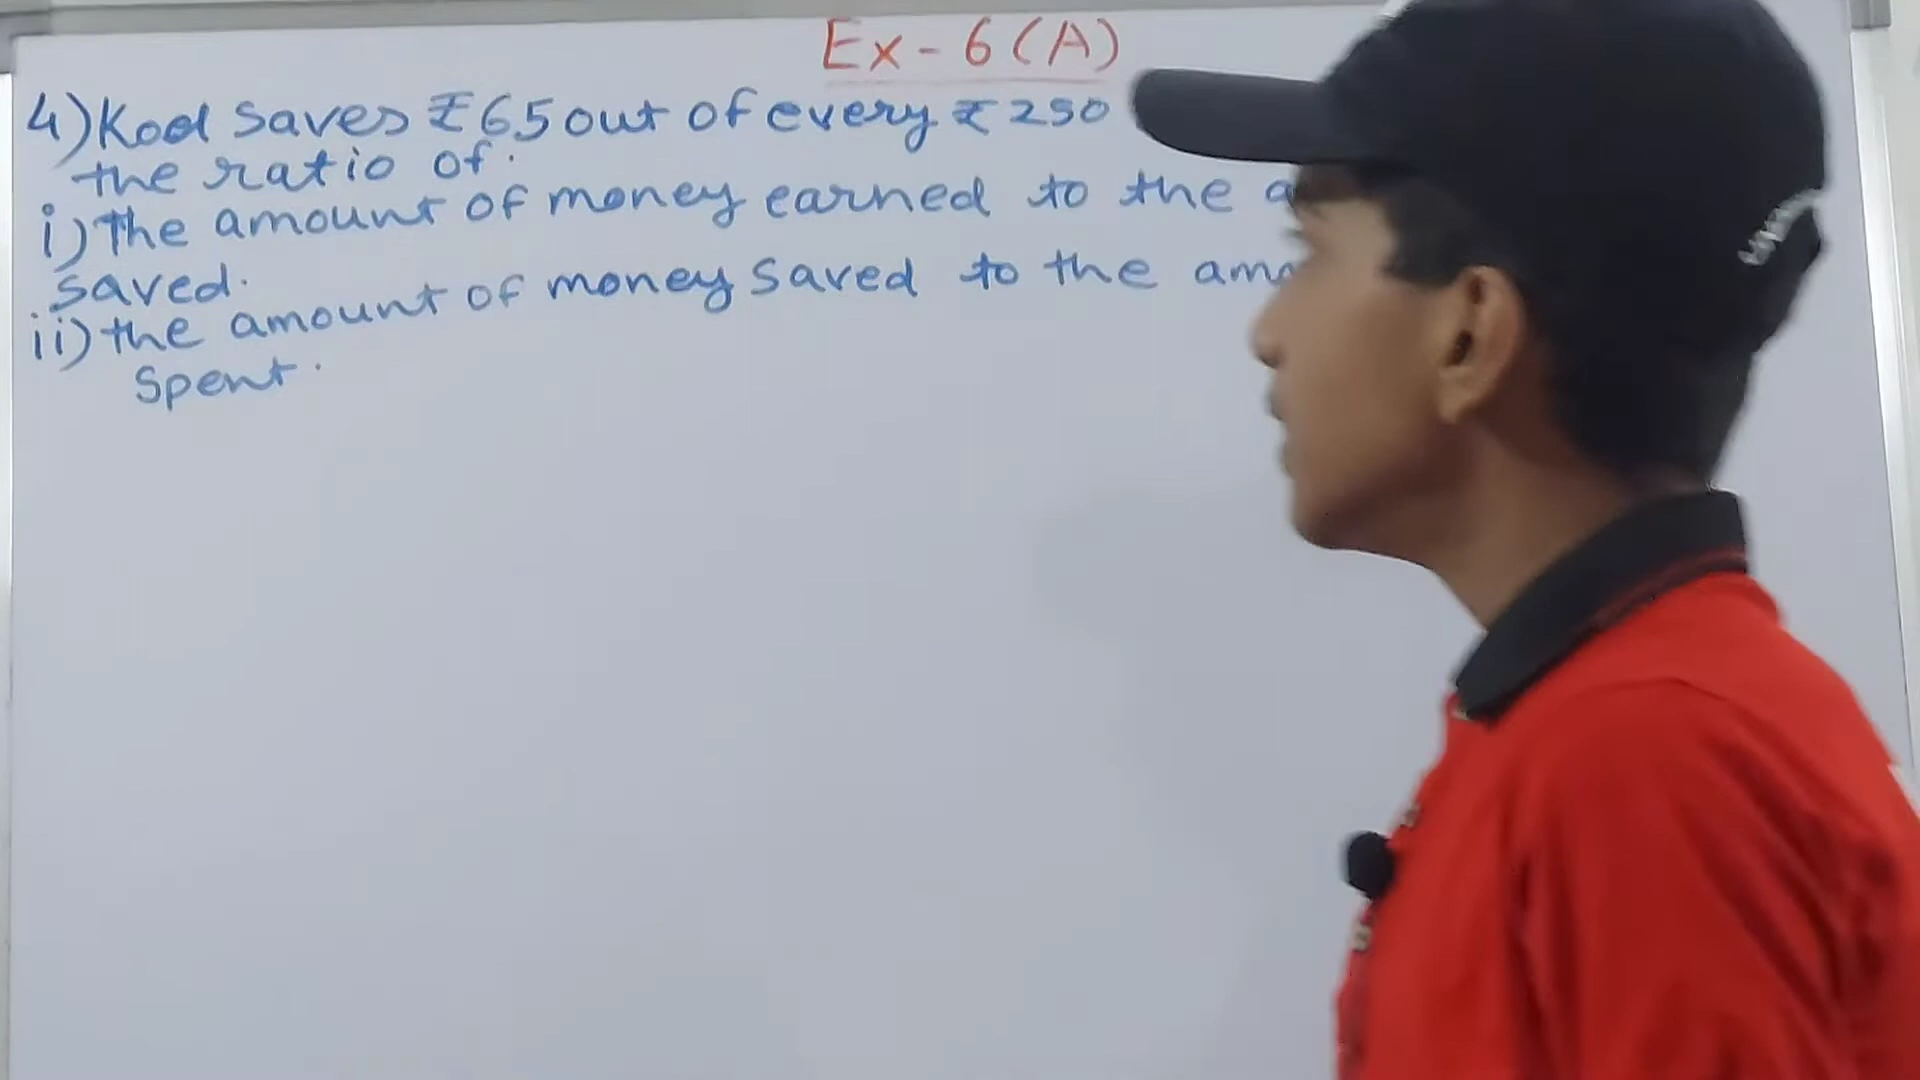 Ex-6(A)
4) Kool saves ₹65 out of every ₹250
the ratio of.
i) The amount of money earned to the
saved.
ii) the amount of money saved to the
spent.